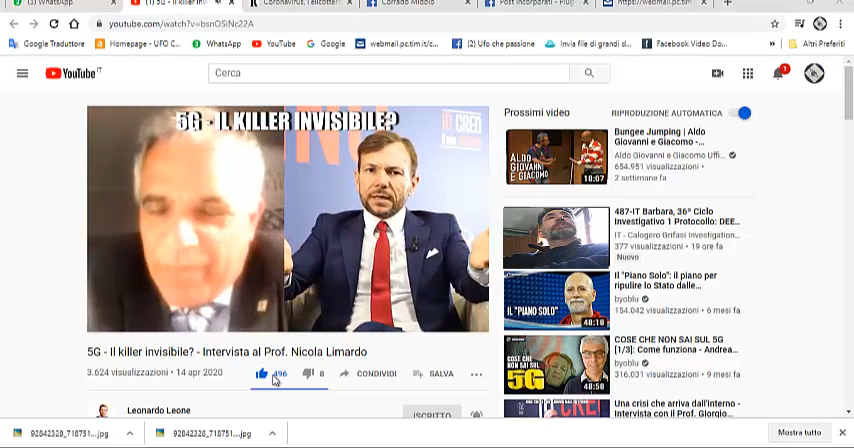 WhatsApp
(1) 5G - Il killer invi
Coronavirus, l'elicotter
Corrado Miodlo
Post incorporati - Plug-
https://webmail.pc.tim
youtube.com/watch?v=bsnOSiNc22A
Google Traduttore
Homepage - UFO C...
WhatsApp
YouTube
Google
webmail.pc.tim.it/c...
(2) Ufo che passione
Invia file di grandi d...
Facebook Video Do...
»
Altri Preferiti
YouTube IT
Cerca
1
5G - IL KILLER INVISIBILE?
CRED
Prossimi video
RIPRODUZIONE AUTOMATICA
ALDO
GIOVANNI
E GIACOMO
18:07
Bungee Jumping | Aldo
Giovanni e Giacomo -...
Aldo Giovanni e Giacomo Uffi...
654.951 visualizzazioni •
2 settimane fa
487-IT Barbara, 36° Ciclo
Investigativo 1 Protocollo: DEE...
IT - Calogero Grifasi Investigation...
377 visualizzazioni • 19 ore fa
Nuovo
IL "PIANO SOLO"
48:18
Il "Piano Solo": il piano per
ripulire lo Stato dalle...
byoblu
154.042 visualizzazioni • 6 mesi fa
COSE CHE
NON SAI SUL
5G
48:58
COSE CHE NON SAI SUL 5G
[1/3]: Come funziona - Andrea...
byoblu
316.031 visualizzazioni • 9 mesi fa
Una crisi che arriva dall'interno -
Intervista con il Prof. Giorgio...
5G - Il killer invisibile? - Intervista al Prof. Nicola Limardo
3.624 visualizzazioni • 14 apr 2020
496
8
CONDIVIDI
SALVA
Leonardo Leone
ISCRITTO
92842328_718751....jpg
92842328_718751....jpg
Mostra tutto